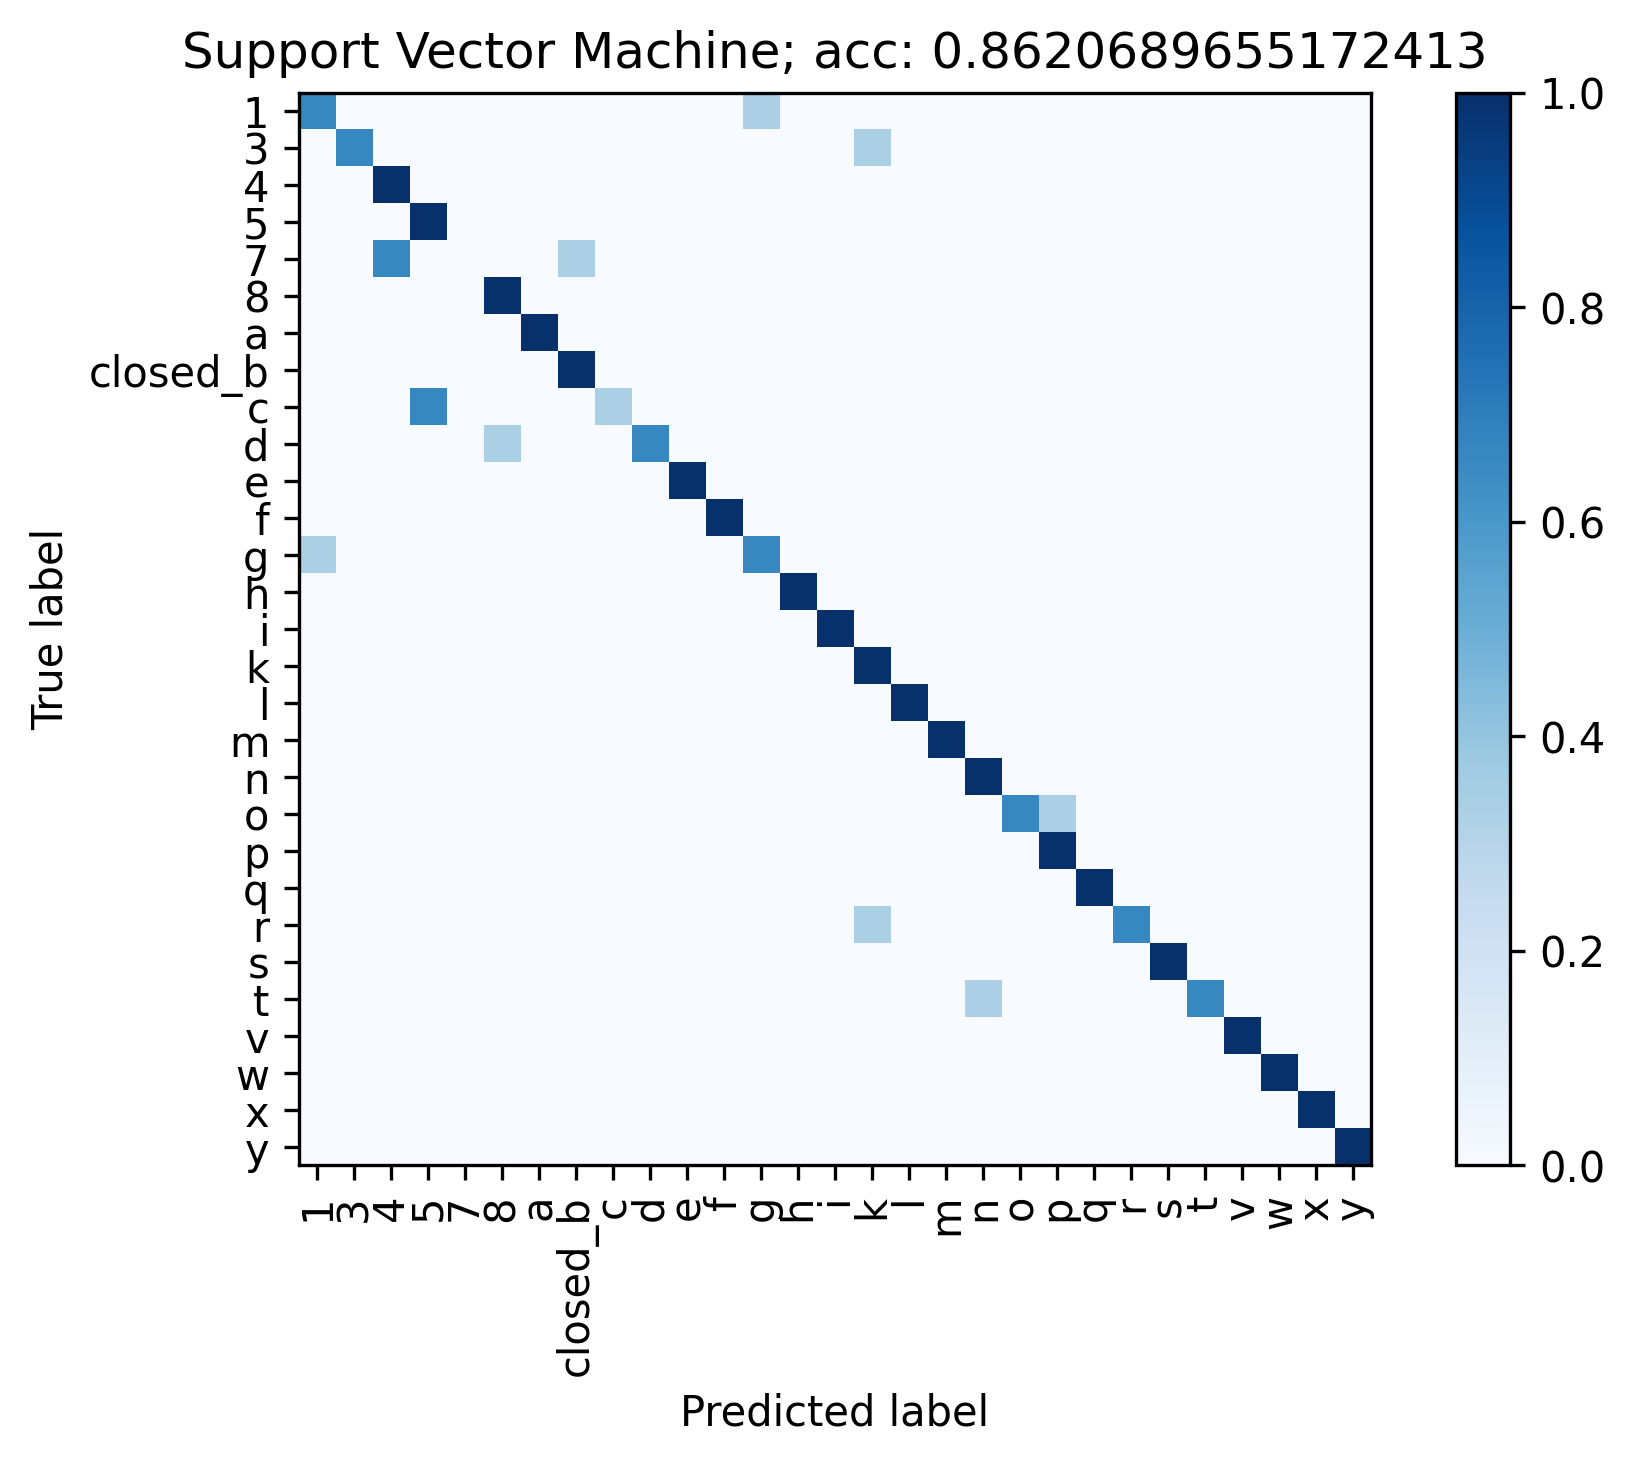 Support Vector Machine; acc: 0.8620689655172413
1
3
4
5
7
8
a
closed_b
c
d
e
f
g
h
i
k
l
m
n
o
p
q
r
s
t
v
w
x
y
True label
1
3
4
5
7
8
a
closed_b
c
d
e
f
g
h
i
k
l
m
n
o
p
q
r
s
t
v
w
x
y
Predicted label
1.0
0.8
0.6
0.4
0.2
0.0